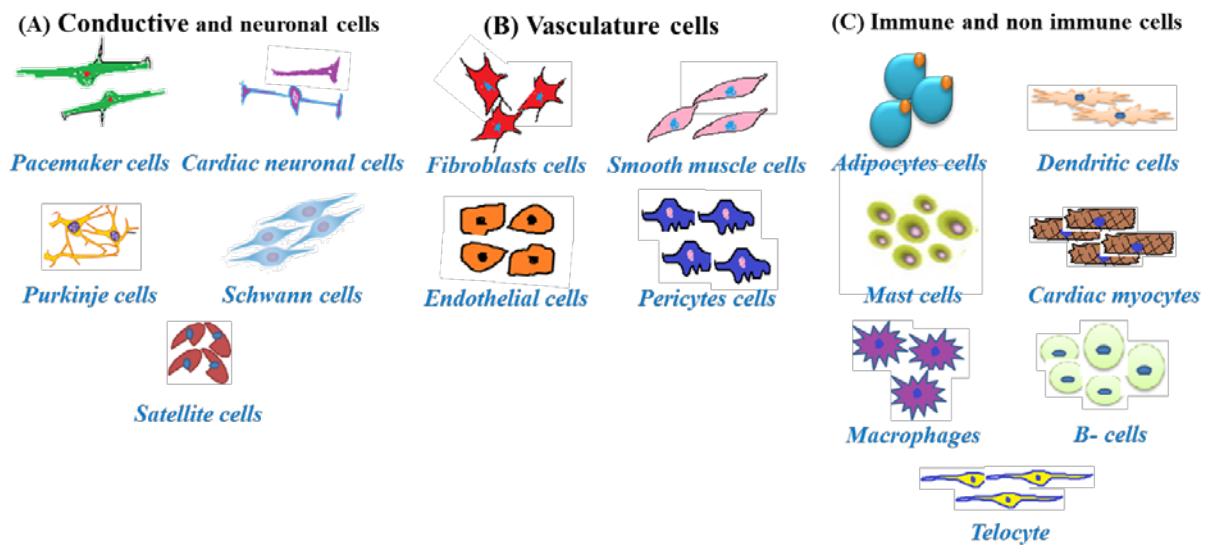 (A) Conductive and neuronal cells
(B) Vasculature cells
(C) Immune and non immune cells
Pacemaker cells
Cardiac neuronal cells
Fibroblasts cells
Smooth muscle cells
Adipocytes cells
Dendritic cells
Purkinje cells
Schwann cells
Endothelial cells
Pericytes cells
Mast cells
Cardiac myocytes
Satellite cells
Macrophages
B- cells
Telocyte